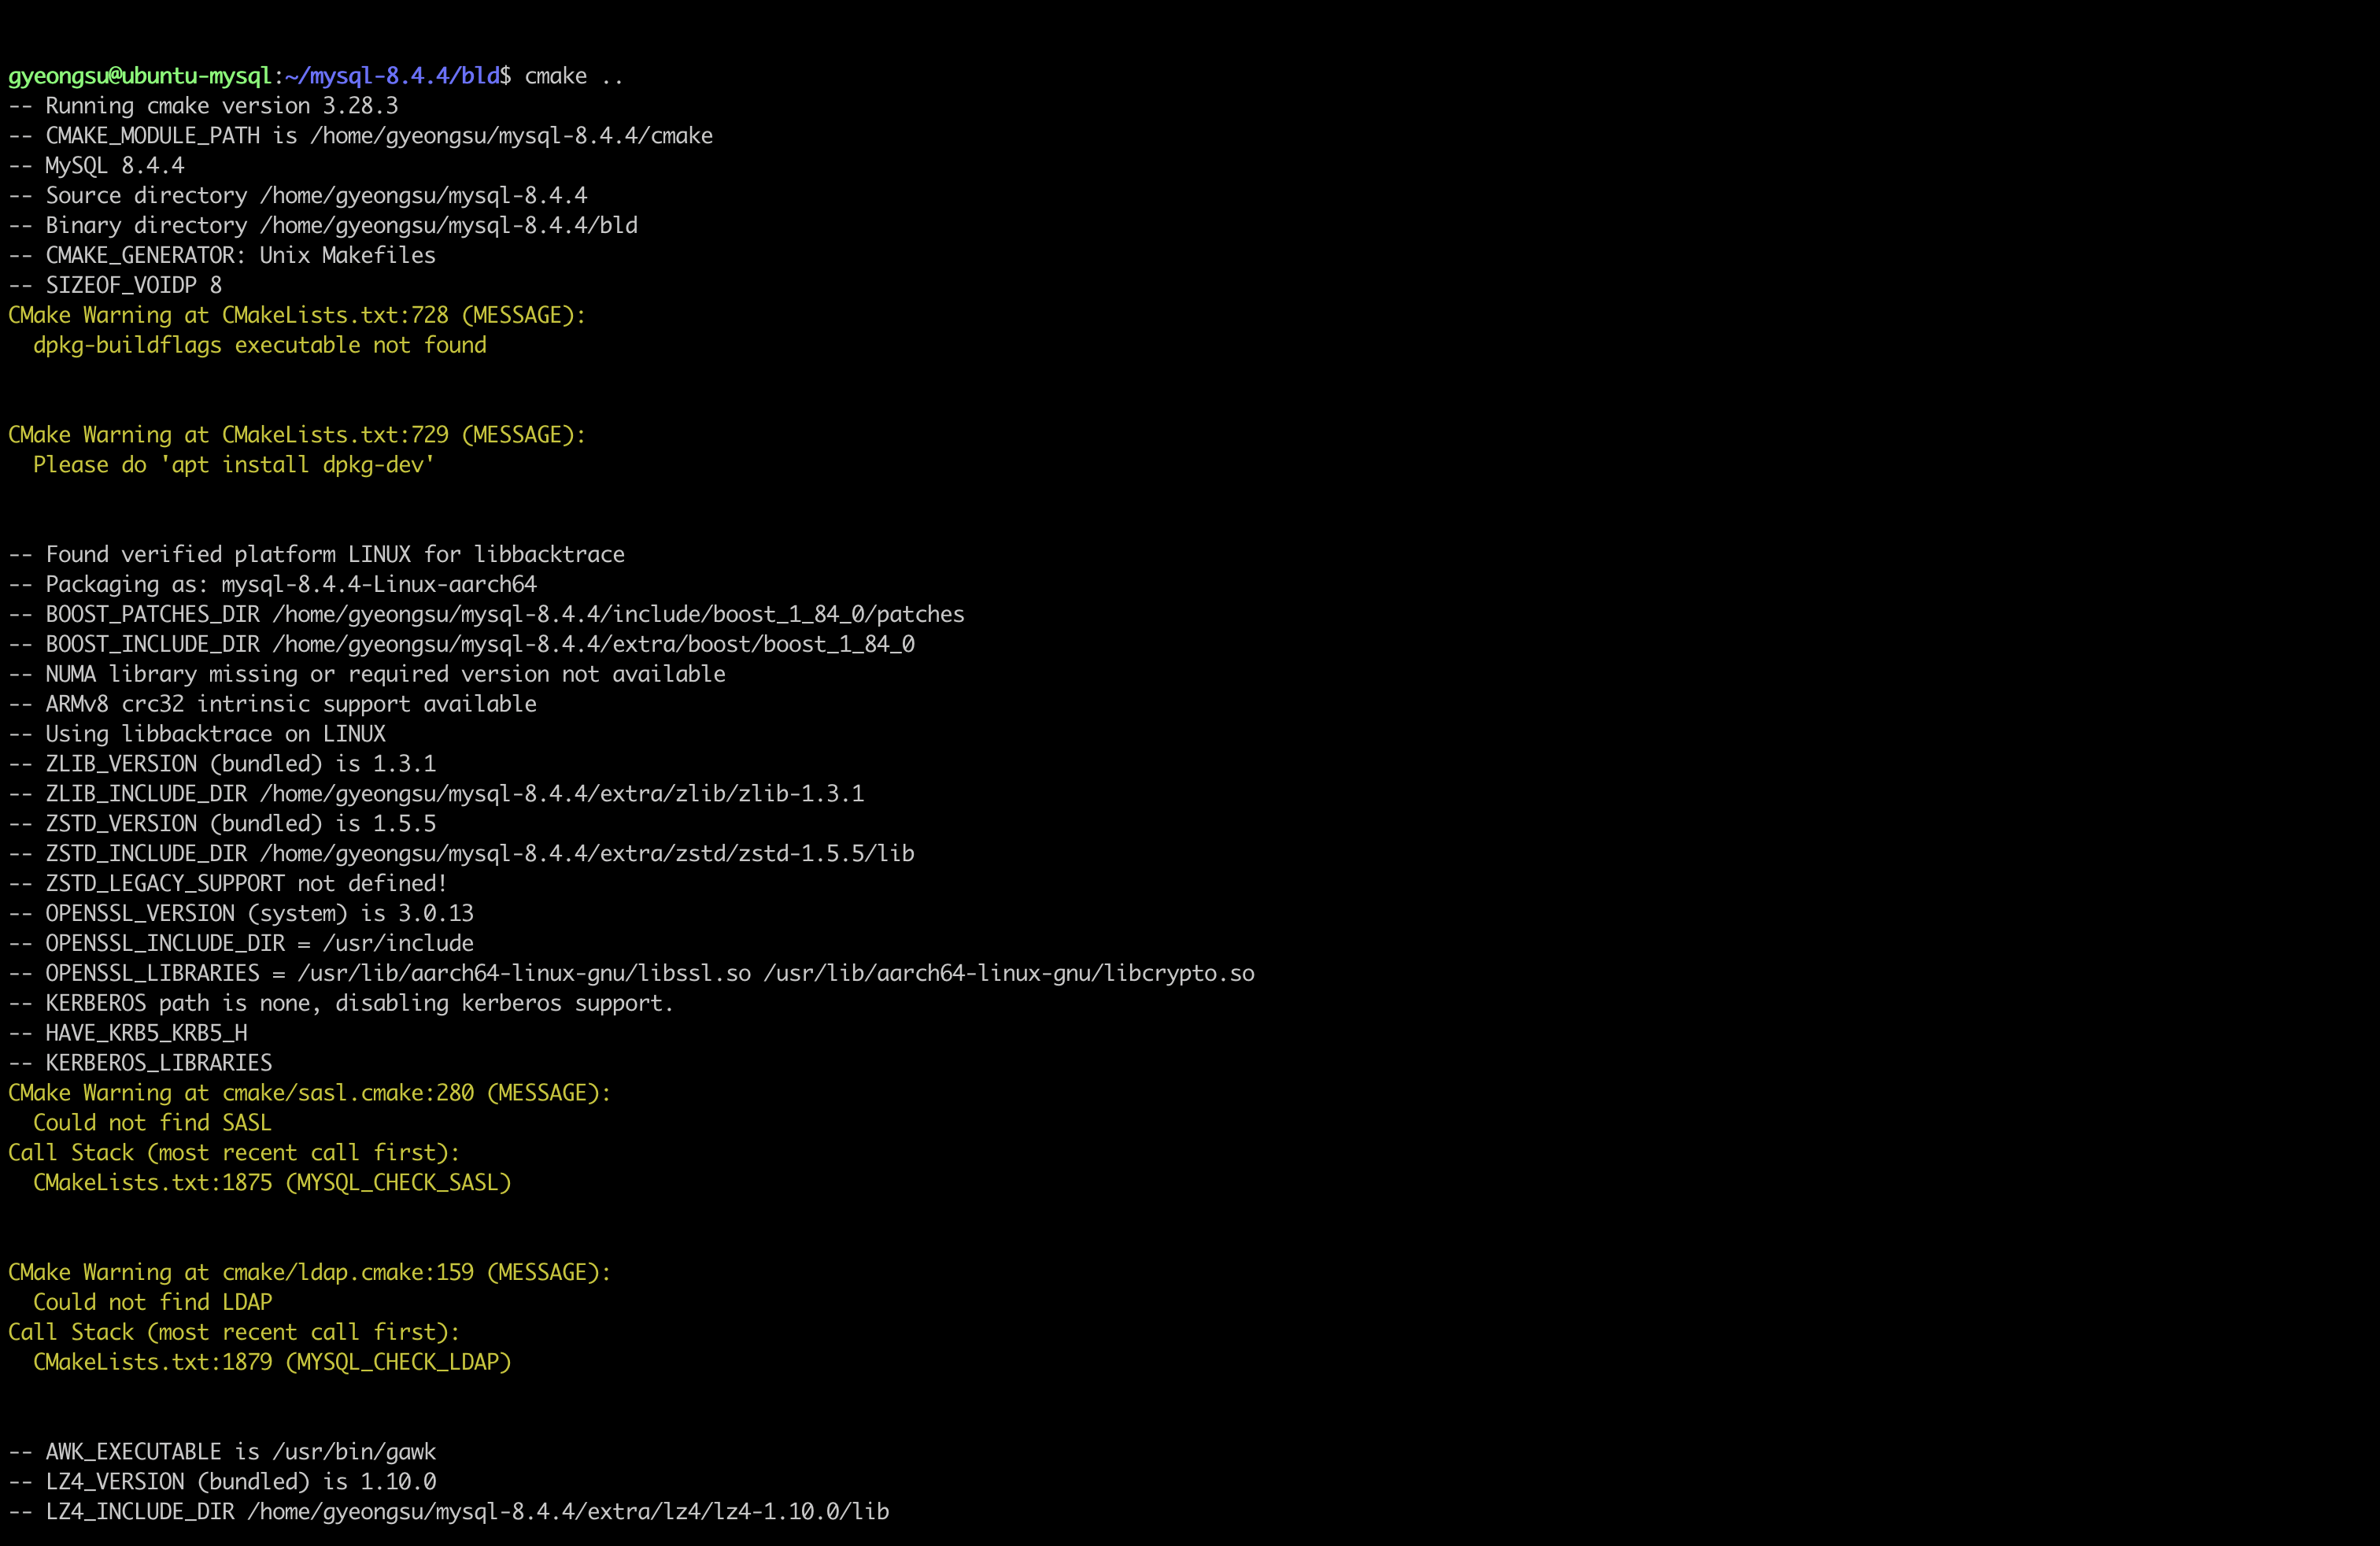 gyeongsu@ubuntu-mysql:~/mysql-8.4.4/bld$ cmake ..
-- Running cmake version 3.28.3
-- CMAKE_MODULE_PATH is /home/gyeongsu/mysql-8.4.4/cmake
-- MySQL 8.4.4
-- Source directory /home/gyeongsu/mysql-8.4.4
-- Binary directory /home/gyeongsu/mysql-8.4.4/bld
-- CMAKE_GENERATOR: Unix Makefiles
-- SIZEOF_VOIDP 8
CMake Warning at CMakeLists.txt:728 (MESSAGE):
  dpkg-buildflags executable not found
CMake Warning at CMakeLists.txt:729 (MESSAGE):
  Please do 'apt install dpkg-dev'
-- Found verified platform LINUX for libbacktrace
-- Packaging as: mysql-8.4.4-Linux-aarch64
-- BOOST_PATCHES_DIR /home/gyeongsu/mysql-8.4.4/include/boost_1_84_0/patches
-- BOOST_INCLUDE_DIR /home/gyeongsu/mysql-8.4.4/extra/boost/boost_1_84_0
-- NUMA library missing or required version not available
-- ARMv8 crc32 intrinsic support available
-- Using libbacktrace on LINUX
-- ZLIB_VERSION (bundled) is 1.3.1
-- ZLIB_INCLUDE_DIR /home/gyeongsu/mysql-8.4.4/extra/zlib/zlib-1.3.1
-- ZSTD_VERSION (bundled) is 1.5.5
-- ZSTD_INCLUDE_DIR /home/gyeongsu/mysql-8.4.4/extra/zstd/zstd-1.5.5/lib
-- ZSTD_LEGACY_SUPPORT not defined!
-- OPENSSL_VERSION (system) is 3.0.13
-- OPENSSL_INCLUDE_DIR = /usr/include
-- OPENSSL_LIBRARIES = /usr/lib/aarch64-linux-gnu/libssl.so /usr/lib/aarch64-linux-gnu/libcrypto.so
-- KERBEROS path is none, disabling kerberos support.
-- HAVE_KRB5_KRB5_H
-- KERBEROS_LIBRARIES
CMake Warning at cmake/sasl.cmake:280 (MESSAGE):
  Could not find SASL
Call Stack (most recent call first):
  CMakeLists.txt:1875 (MYSQL_CHECK_SASL)
CMake Warning at cmake/ldap.cmake:159 (MESSAGE):
  Could not find LDAP
Call Stack (most recent call first):
  CMakeLists.txt:1879 (MYSQL_CHECK_LDAP)
-- AWK_EXECUTABLE is /usr/bin/gawk
-- LZ4_VERSION (bundled) is 1.10.0
-- LZ4_INCLUDE_DIR /home/gyeongsu/mysql-8.4.4/extra/lz4/lz4-1.10.0/lib